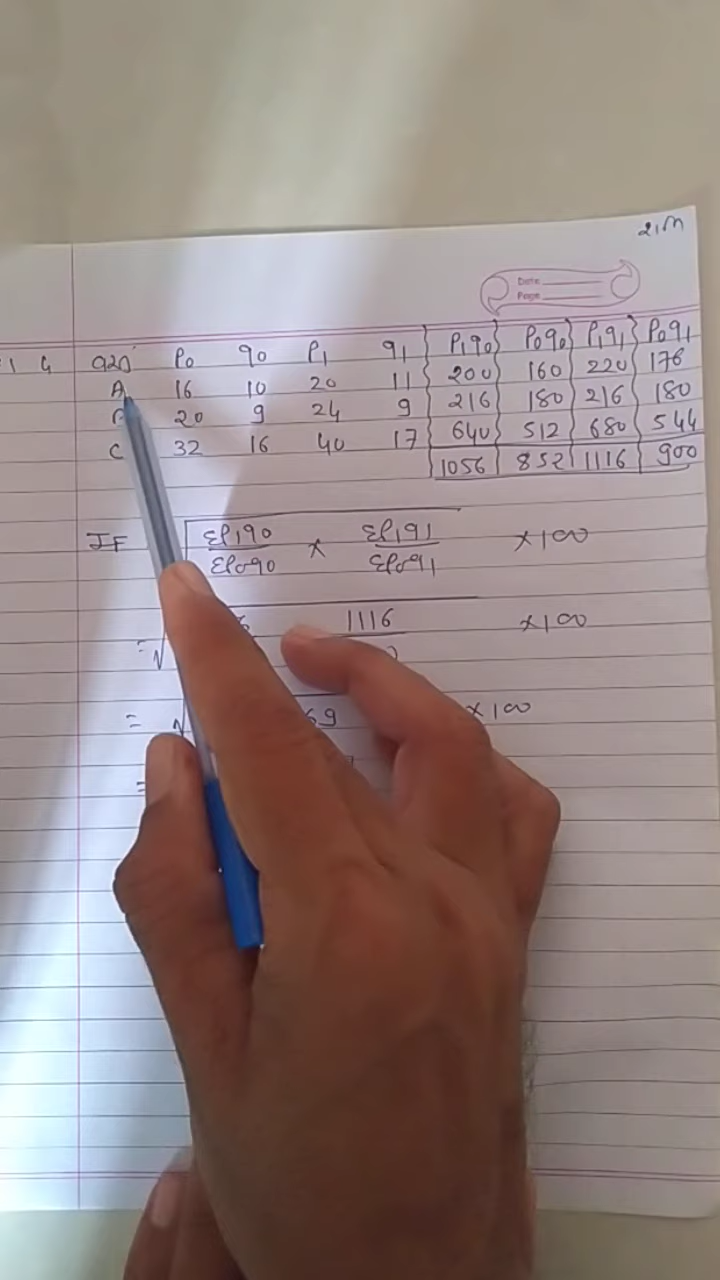 21M
Date
Page
P0 q0 P1 q1 P1q0 P0q0 P1q1 P0q1
A 16 10 20 11 200 160 220 176
20 9 24 9 216 180 216 180
C 32 16 40 17 640 512 680 544
1056 852 1116 900
IF √ ΣP1q0 / ΣP0q0 × ΣP1q1 / ΣP0q1 ×100
= √ 1116 ×100
= √ 69 ×100
=